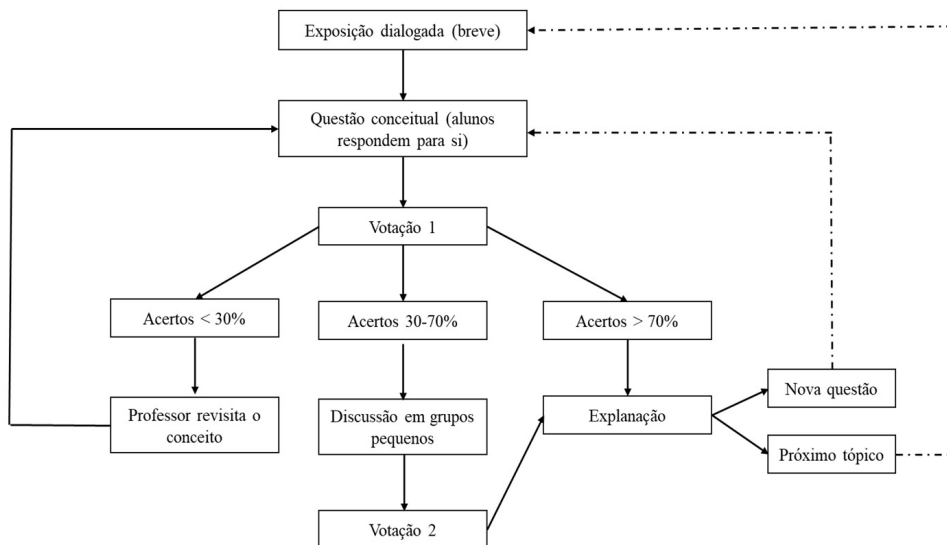 Exposição dialogada (breve)
Questão conceitual (alunos
respondem para si)
Votação 1
Acertos < 30%
Acertos 30-70%
Acertos > 70%
Professor revisita o
conceito
Discussão em grupos
pequenos
Explanação
Nova questão
Próximo tópico
Votação 2